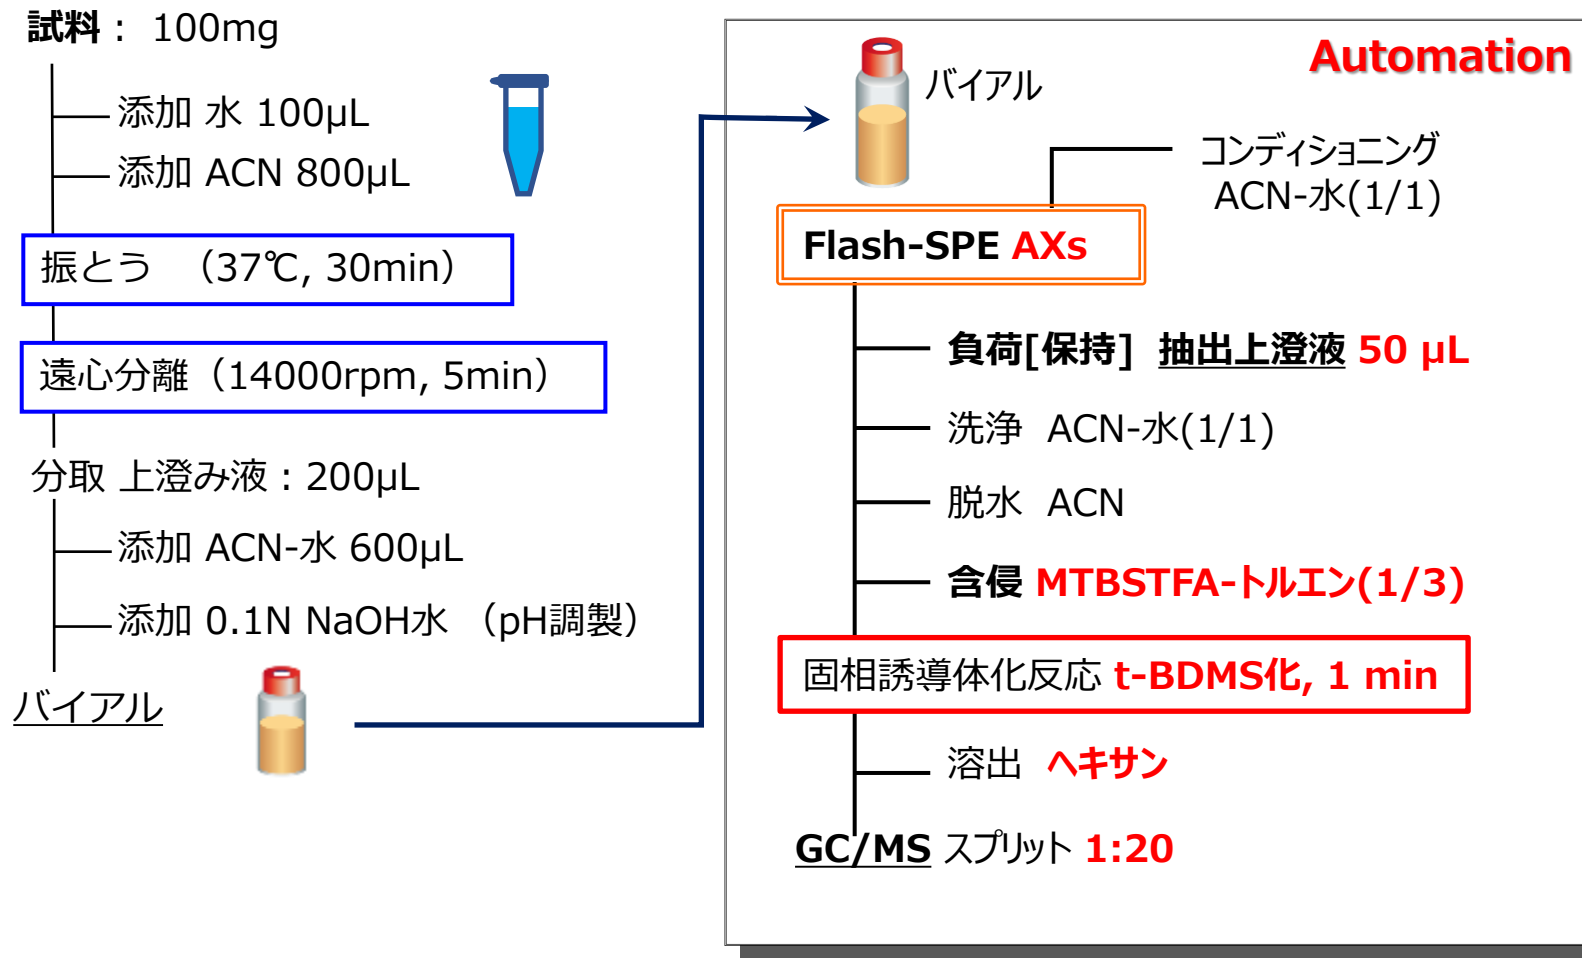 試料： 100mg
添加 水 100µL
添加 ACN 800µL
振とう （37℃, 30min）
遠心分離（14000rpm, 5min）
分取 上澄み液：200µL
添加 ACN-水 600µL
添加 0.1N NaOH水 （pH調製）
バイアル
Automation
バイアル
コンディショニング
ACN-水(1/1)
Flash-SPE AXs
負荷[保持] 抽出上澄液 50 µL
洗浄 ACN-水(1/1)
脱水 ACN
含侵 MTBSTFA-トルエン(1/3)
固相誘導体化反応 t-BDMS化, 1 min
溶出 ヘキサン
GC/MS スプリット 1:20